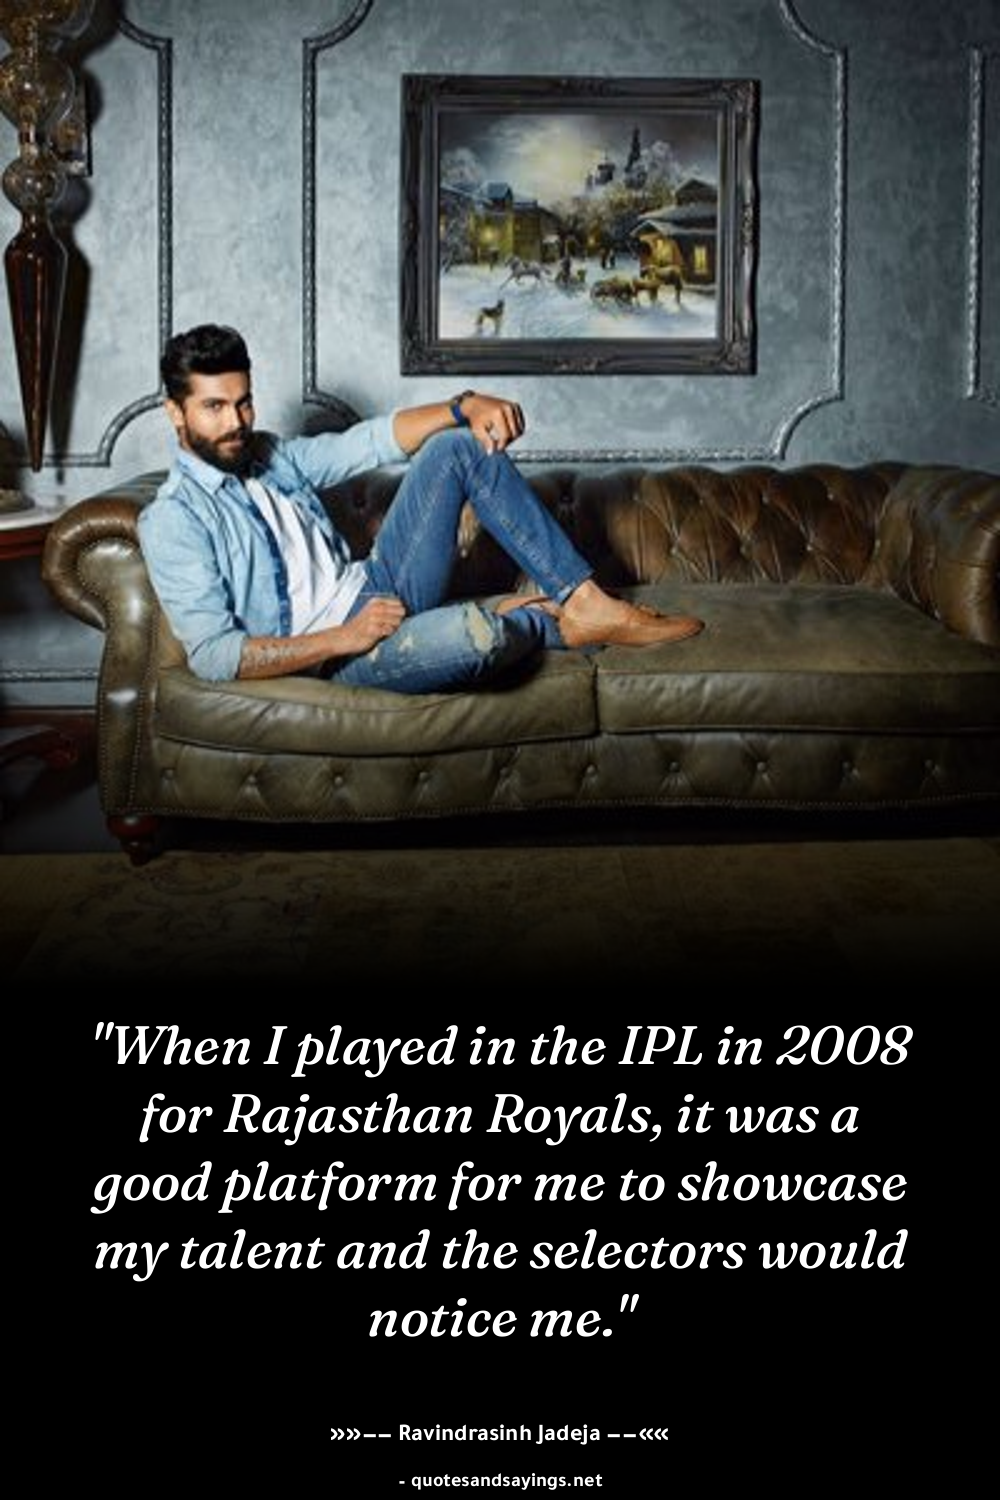 "When I played in the IPL in 2008
for Rajasthan Royals, it was a
good platform for me to showcase
my talent and the selectors would
notice me."
»»–– Ravindrasinh Jadeja ––««
- quotesandsayings.net